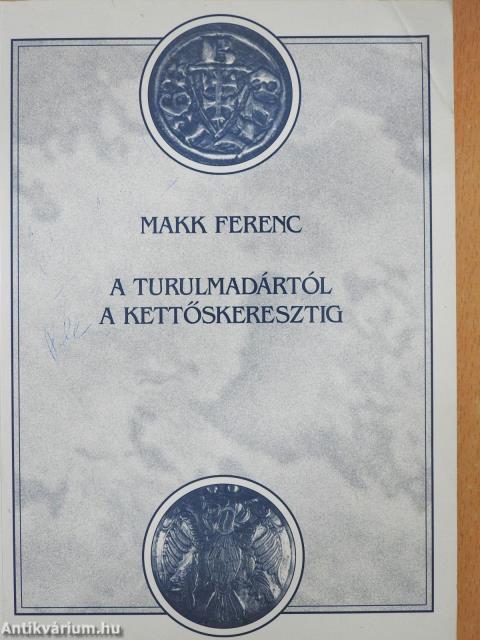 MAKK FERENC
A TURULMADÁRTÓL
A KETTŐSKERESZTIG
Antikvárium.hu